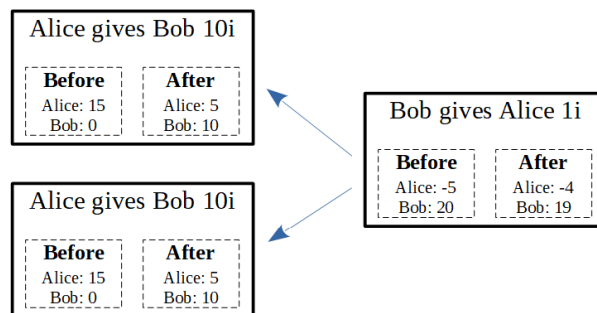 Alice gives Bob 10i
Before After
Alice: 15 Alice: 5
Bob: 0 Bob: 10
Bob gives Alice 1i
Before After
Alice: -5 Alice: -4
Bob: 20 Bob: 19
Alice gives Bob 10i
Before After
Alice: 15 Alice: 5
Bob: 0 Bob: 10